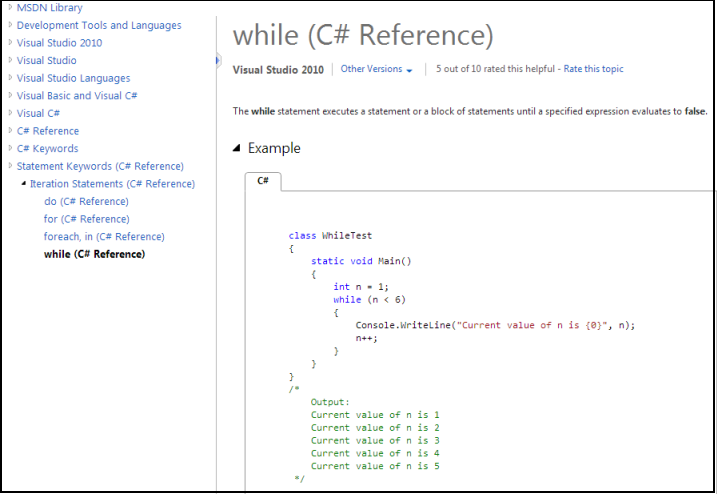 MSDN Library
Development Tools and Languages
Visual Studio 2010
Visual Studio
Visual Studio Languages
Visual Basic and Visual C#
Visual C#
C# Reference
C# Keywords
Statement Keywords (C# Reference)
Iteration Statements (C# Reference)
do (C# Reference)
for (C# Reference)
foreach, in (C# Reference)
while (C# Reference)
while (C# Reference)
Visual Studio 2010 Other Versions 5 out of 10 rated this helpful - Rate this topic
The while statement executes a statement or a block of statements until a specified expression evaluates to false.
Example
C#
class WhileTest
{
static void Main()
{
int n = 1;
while (n < 6)
{
Console.WriteLine("Current value of n is {0}", n);
n++;
}
}
}
/*
Output:
Current value of n is 1
Current value of n is 2
Current value of n is 3
Current value of n is 4
Current value of n is 5
*/